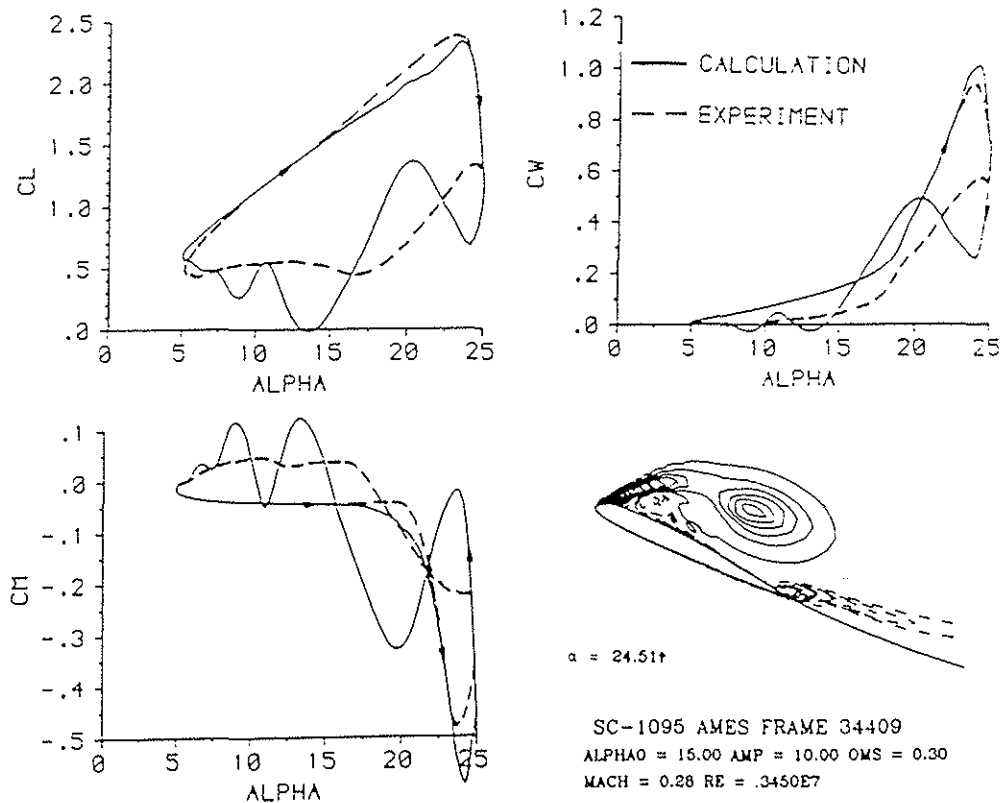 2.5
2.0
1.5
1.0
.5
.0
CL
0 5 10 15 20 25
ALPHA
1.0
.8
.6
.4
.2
.0
CW
CALCULATION
EXPERIMENT
0 5 10 15 20 25
ALPHA
.1
.0
-.1
-.2
-.3
-.4
-.5
CM
0 5 10 15 20 25
ALPHA
α = 24.51↑
SC-1095 AMES FRAME 34409
ALPHA0 = 15.00 AMP = 10.00 OMS = 0.30
MACH = 0.28 RE = .3450E7